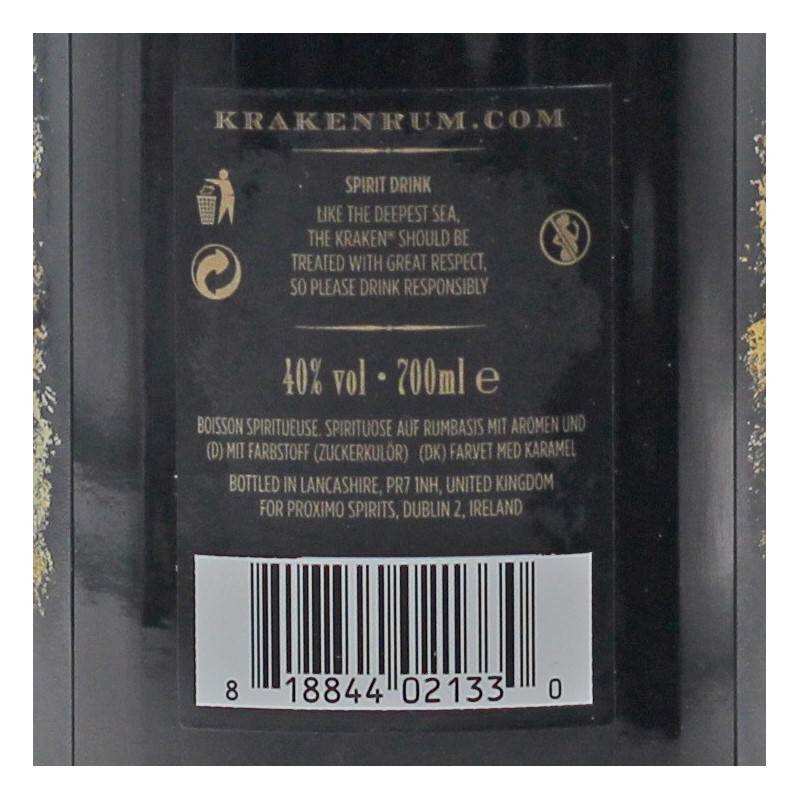 KRAKENRUM.COM
SPIRIT DRINK
LIKE THE DEEPEST SEA,
THE KRAKEN™ SHOULD BE
TREATED WITH GREAT RESPECT,
SO PLEASE DRINK RESPONSIBLY
40% vol • 700ml e
BOISSON SPIRITUEUSE. SPIRITUOSE AUF RUMBASIS MIT AROMEN UND
(D) MIT FARBSTOFF (ZUCKERKULÖR) (DK) FARVET MED KARAMEL
BOTTLED IN LANCASHIRE, PR7 1NH, UNITED KINGDOM
FOR PROXIMO SPIRITS, DUBLIN 2, IRELAND
8 18844 02133 0